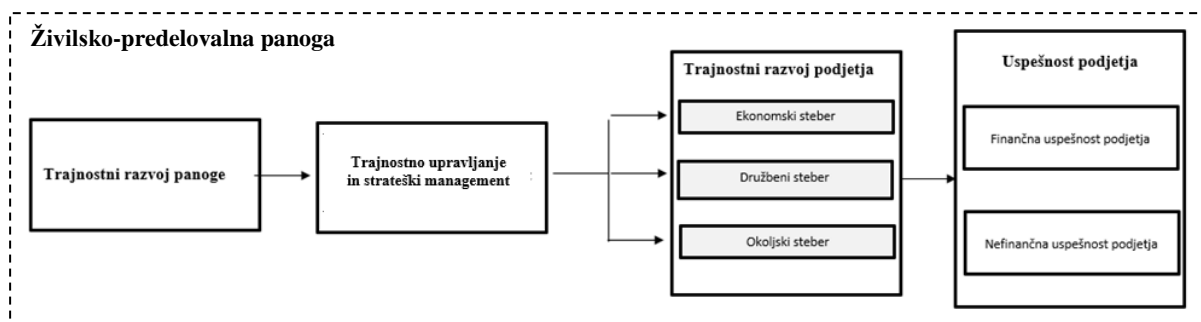 Živilsko-predelovalna panoga
Trajnostni razvoj panoge
Trajnostno upravljanje
in strateški management
Trajnostni razvoj podjetja
Ekonomski steber
Družbeni steber
Okoljski steber
Uspešnost podjetja
Finančna uspešnost podjetja
Nefinančna uspešnost podjetja